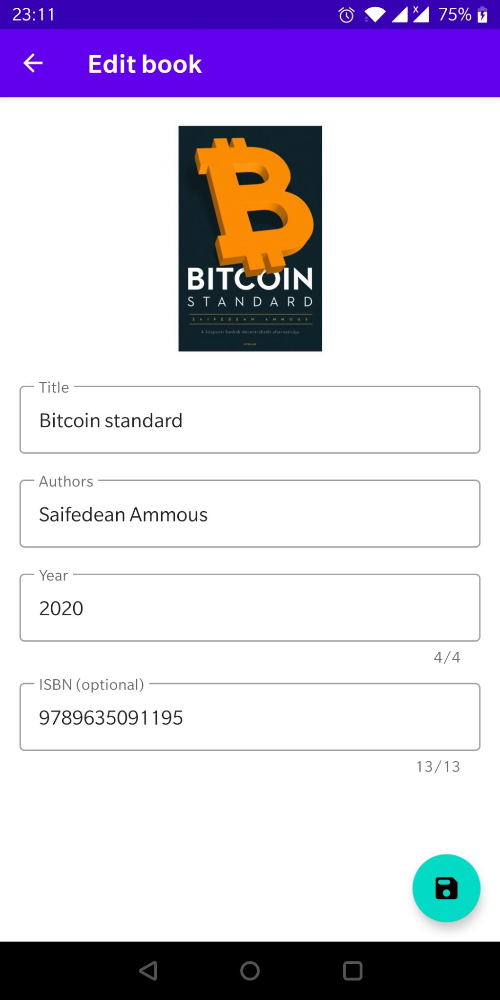 23:11
X
75%
Edit book
BITCOIN
STANDARD
SAIFEDEAN AMMOUS
A központi bankok decentralizált alternatívája
SCOLAR
Title
Bitcoin standard
Authors
Saifedean Ammous
Year
2020
4/4
ISBN (optional)
9789635091195
13/13